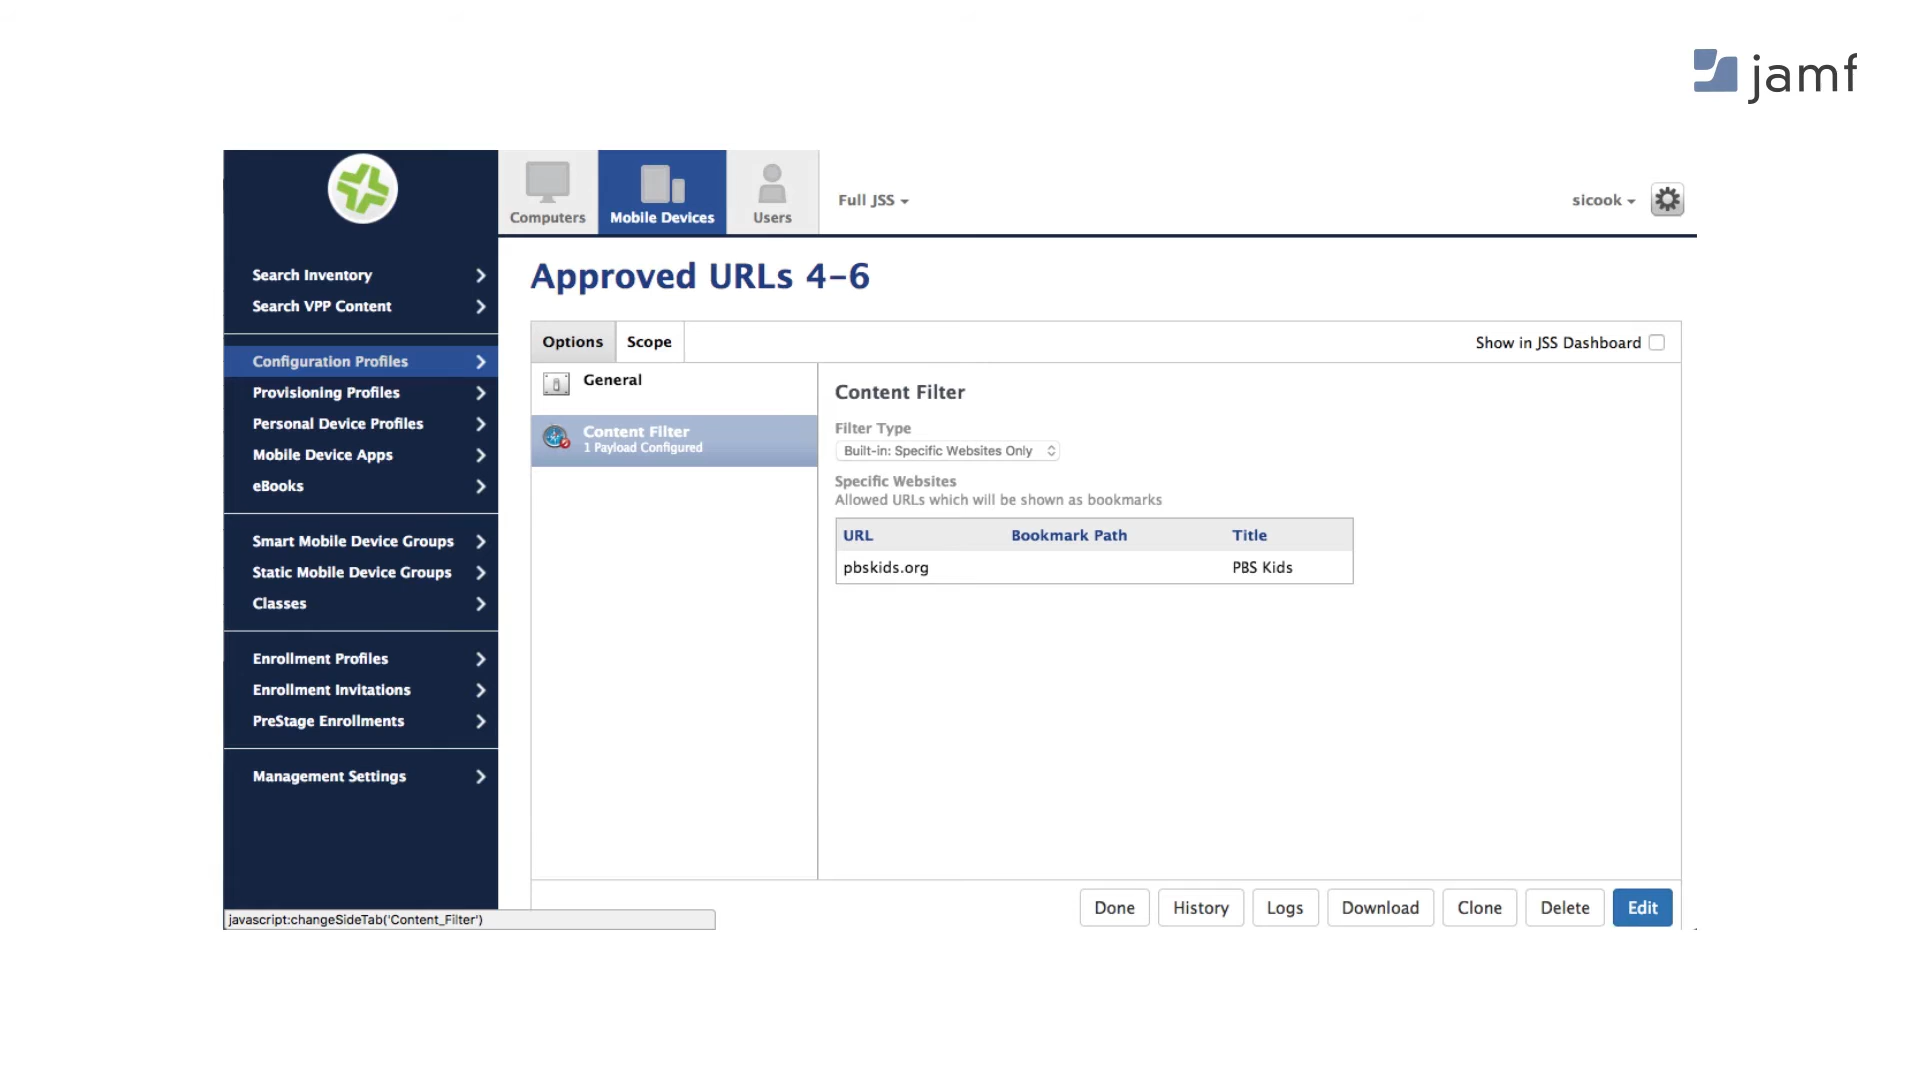 jamf
Computers
Mobile Devices
Users
Full JSS
sicook
Search Inventory
Search VPP Content
Configuration Profiles
Provisioning Profiles
Personal Device Profiles
Mobile Device Apps
eBooks
Smart Mobile Device Groups
Static Mobile Device Groups
Classes
Enrollment Profiles
Enrollment Invitations
PreStage Enrollments
Management Settings
javascript:changeSideTab('Content_Filter')
Approved URLs 4-6
Options Scope
Show in JSS Dashboard
General
Content Filter
1 Payload Configured
Content Filter
Filter Type
Built-in: Specific Websites Only
Specific Websites
Allowed URLs which will be shown as bookmarks
URL Bookmark Path Title
pbskids.org PBS Kids
Done History Logs Download Clone Delete Edit